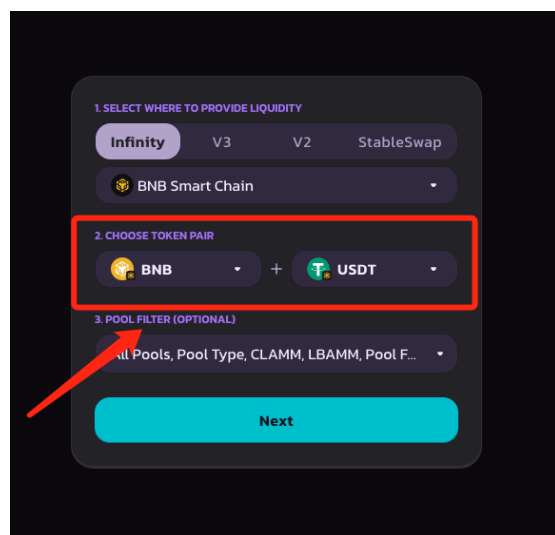 1. SELECT WHERE TO PROVIDE LIQUIDITY
Infinity V3 V2 StableSwap
BNB Smart Chain
2. CHOOSE TOKEN PAIR
BNB + USDT
3. POOL FILTER (OPTIONAL)
All Pools, Pool Type, CLAMM, LBAMM, Pool F...
Next